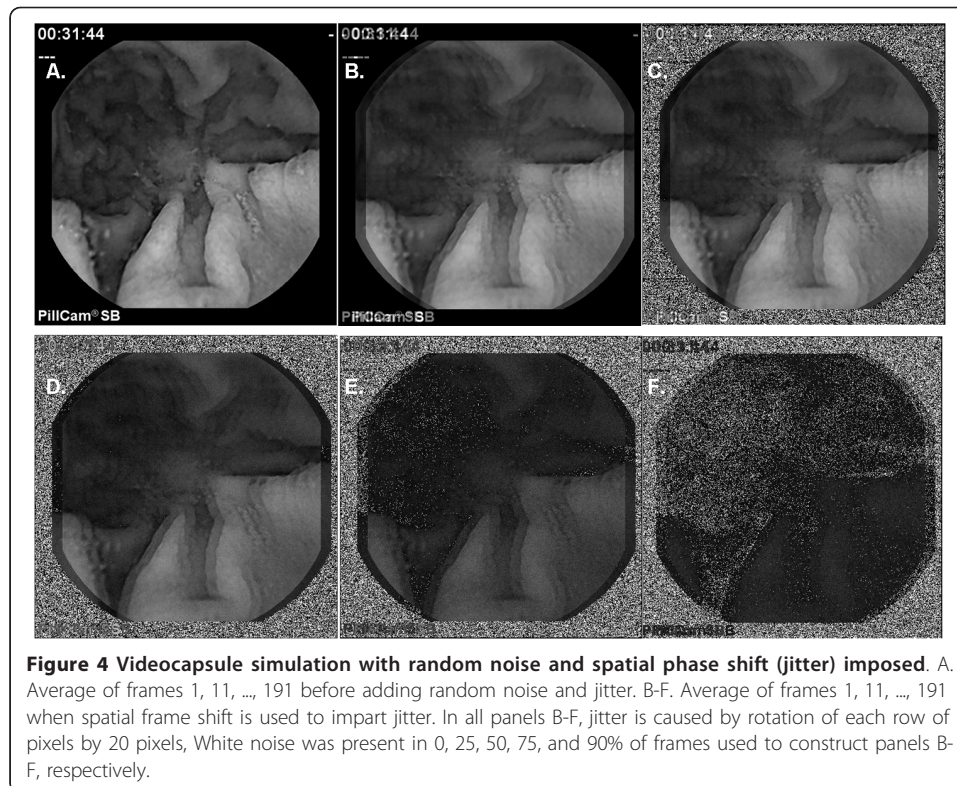 00:31:44
-
---
A.
PillCam® SB
B.
C.
D.
E.
F.
Figure 4 Videocapsule simulation with random noise and spatial phase shift (jitter) imposed. A.
Average of frames 1, 11, ..., 191 before adding random noise and jitter. B-F. Average of frames 1, 11, ..., 191
when spatial frame shift is used to impart jitter. In all panels B-F, jitter is caused by rotation of each row of
pixels by 20 pixels, White noise was present in 0, 25, 50, 75, and 90% of frames used to construct panels B-
F, respectively.